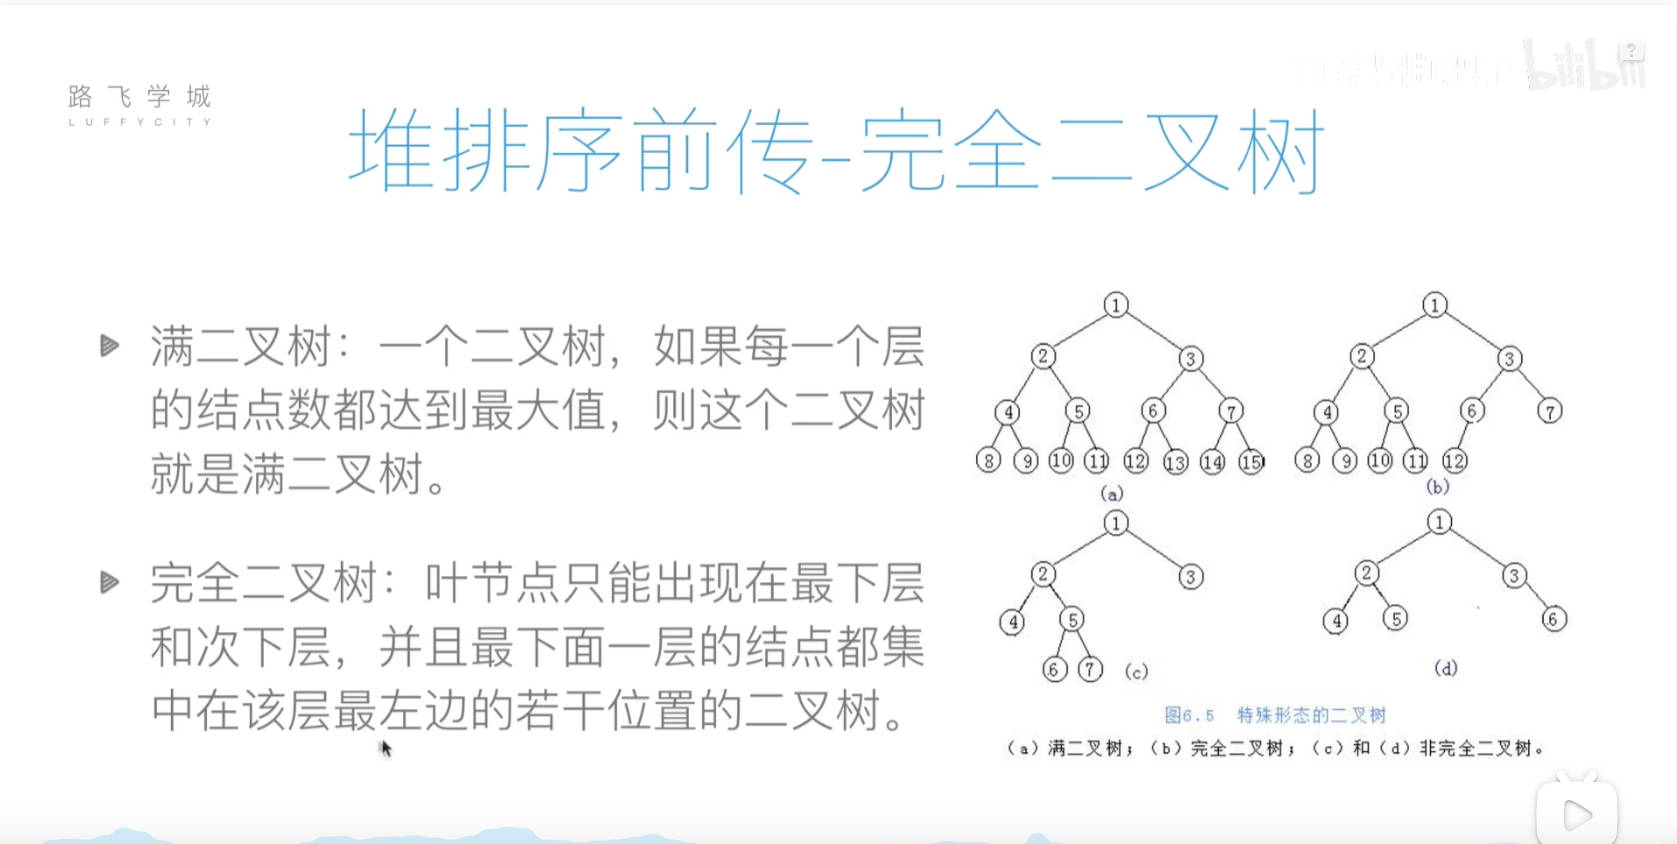 路飞学城
LUFFYCITY
bilibili
?
堆排序前传-完全二叉树
满二叉树：一个二叉树，如果每一个层
的结点数都达到最大值，则这个二叉树
就是满二叉树。
完全二叉树：叶节点只能出现在最下层
和次下层，并且最下面一层的结点都集
中在该层最左边的若干位置的二叉树。
1
2 3
4 5 6 7
8 9 10 11 12 13 14 15
(a)
1
2 3
4 5 6 7
8 9 10 11 12
(b)
1
2 3
4 5
6 7
(c)
1
2 3
4 5 6
(d)
图6.5 特殊形态的二叉树
(a)满二叉树；(b)完全二叉树；(c)和(d)非完全二叉树。